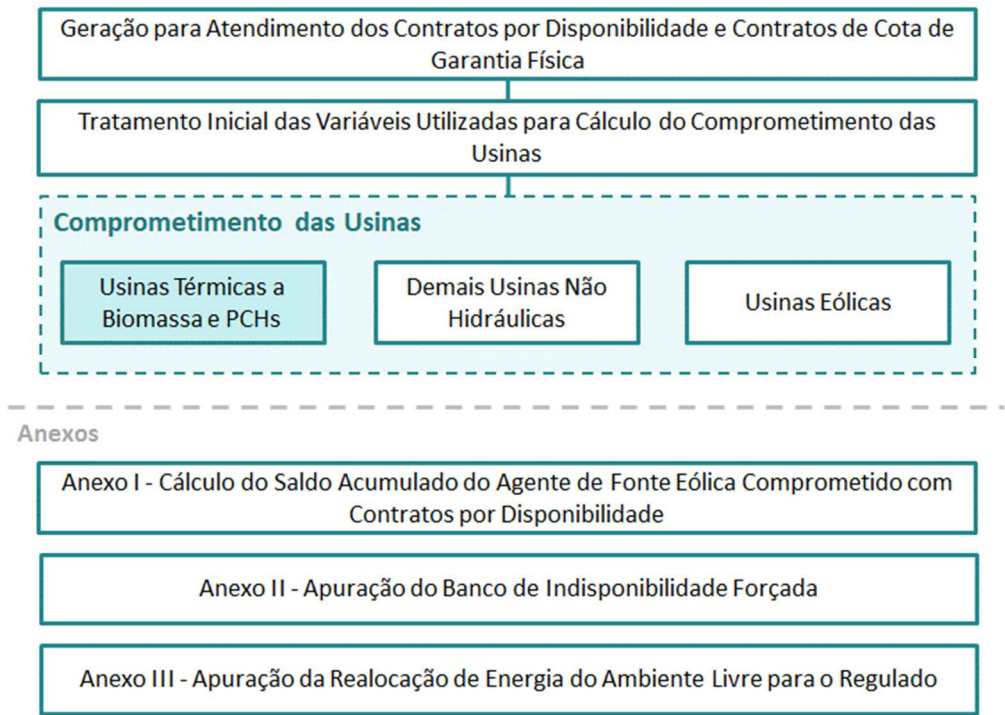 Geração para Atendimento dos Contratos por Disponibilidade e Contratos de Cota de
Garantia Física
Tratamento Inicial das Variáveis Utilizadas para Cálculo do Comprometimento das
Usinas
Comprometimento das Usinas
Usinas Térmicas a
Biomassa e PCHs
Demais Usinas Não
Hidráulicas
Usinas Eólicas
Anexos
Anexo I - Cálculo do Saldo Acumulado do Agente de Fonte Eólica Comprometido com
Contratos por Disponibilidade
Anexo II - Apuração do Banco de Indisponibilidade Forçada
Anexo III - Apuração da Realocação de Energia do Ambiente Livre para o Regulado